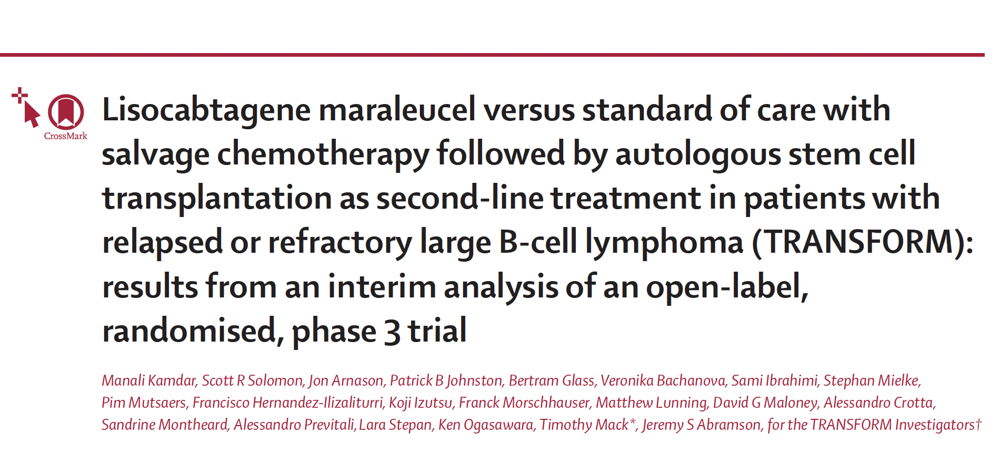 CrossMark
Lisocabtagene maraleucel versus standard of care with
salvage chemotherapy followed by autologous stem cell
transplantation as second-line treatment in patients with
relapsed or refractory large B-cell lymphoma (TRANSFORM):
results from an interim analysis of an open-label,
randomised, phase 3 trial
Manali Kamdar, Scott R Solomon, Jon Arnason, Patrick B Johnston, Bertram Glass, Veronika Bachanova, Sami Ibrahimi, Stephan Mielke,
Pim Mutsaers, Francisco Hernandez-Ilizaliturri, Koji Izutsu, Franck Morschhauser, Matthew Lunning, David G Maloney, Alessandro Crotta,
Sandrine Montheard, Alessandro Previtali, Lara Stepan, Ken Ogasawara, Timothy Mack*, Jeremy S Abramson, for the TRANSFORM Investigators†